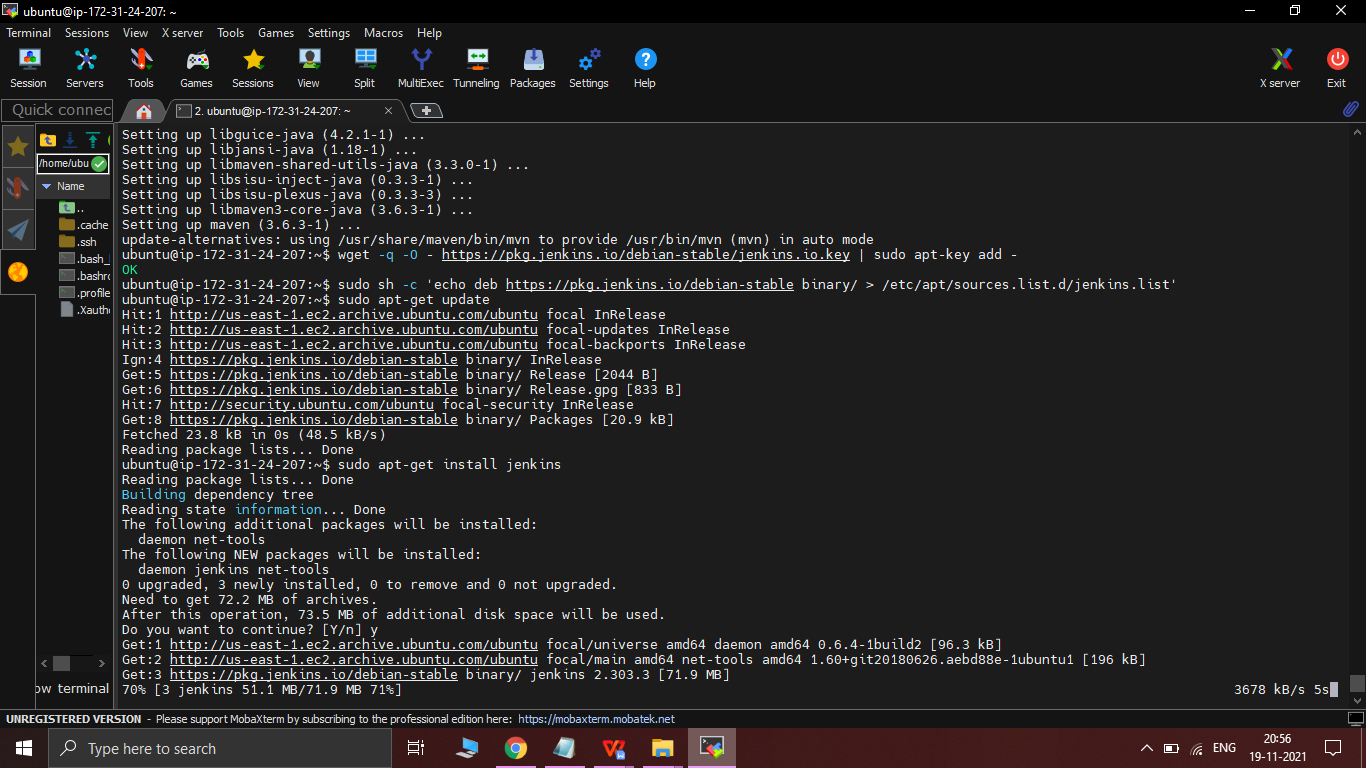 ubuntu@ip-172-31-24-207: ~
Terminal Sessions View X server Tools Games Settings Macros Help
Session Servers Tools Games Sessions View Split MultiExec Tunneling Packages Settings Help X server Exit
Quick connec
2. ubuntu@ip-172-31-24-207: ~
/home/ubu
Name
..
.cache
.ssh
.bash_
.bashrc
.profile
.Xauth
ow terminal
Setting up libguice-java (4.2.1-1) ...
Setting up libjansi-java (1.18-1) ...
Setting up libmaven-shared-utils-java (3.3.0-1) ...
Setting up libsisu-inject-java (0.3.3-1) ...
Setting up libsisu-plexus-java (0.3.3-3) ...
Setting up libmaven3-core-java (3.6.3-1) ...
Setting up maven (3.6.3-1) ...
update-alternatives: using /usr/share/maven/bin/mvn to provide /usr/bin/mvn (mvn) in auto mode
ubuntu@ip-172-31-24-207:~$ wget -q -O - https://pkg.jenkins.io/debian-stable/jenkins.io.key | sudo apt-key add -
OK
ubuntu@ip-172-31-24-207:~$ sudo sh -c 'echo deb https://pkg.jenkins.io/debian-stable binary/ > /etc/apt/sources.list.d/jenkins.list'
ubuntu@ip-172-31-24-207:~$ sudo apt-get update
Hit:1 http://us-east-1.ec2.archive.ubuntu.com/ubuntu focal InRelease
Hit:2 http://us-east-1.ec2.archive.ubuntu.com/ubuntu focal-updates InRelease
Hit:3 http://us-east-1.ec2.archive.ubuntu.com/ubuntu focal-backports InRelease
Ign:4 https://pkg.jenkins.io/debian-stable binary/ InRelease
Get:5 https://pkg.jenkins.io/debian-stable binary/ Release [2044 B]
Get:6 https://pkg.jenkins.io/debian-stable binary/ Release.gpg [833 B]
Hit:7 http://security.ubuntu.com/ubuntu focal-security InRelease
Get:8 https://pkg.jenkins.io/debian-stable binary/ Packages [20.9 kB]
Fetched 23.8 kB in 0s (48.5 kB/s)
Reading package lists... Done
ubuntu@ip-172-31-24-207:~$ sudo apt-get install jenkins
Reading package lists... Done
Building dependency tree
Reading state information... Done
The following additional packages will be installed:
daemon net-tools
The following NEW packages will be installed:
daemon jenkins net-tools
0 upgraded, 3 newly installed, 0 to remove and 0 not upgraded.
Need to get 72.2 MB of archives.
After this operation, 73.5 MB of additional disk space will be used.
Do you want to continue? [Y/n] y
Get:1 http://us-east-1.ec2.archive.ubuntu.com/ubuntu focal/universe amd64 daemon amd64 0.6.4-1build2 [96.3 kB]
Get:2 http://us-east-1.ec2.archive.ubuntu.com/ubuntu focal/main amd64 net-tools amd64 1.60+git20180626.aebd88e-1ubuntu1 [196 kB]
Get:3 https://pkg.jenkins.io/debian-stable binary/ jenkins 2.303.3 [71.9 MB]
70% [3 jenkins 51.1 MB/71.9 MB 71%] 3678 kB/s 5s
UNREGISTERED VERSION - Please support MobaXterm by subscribing to the professional edition here: https://mobaxterm.mobatek.net
Type here to search
ENG
20:56
19-11-2021